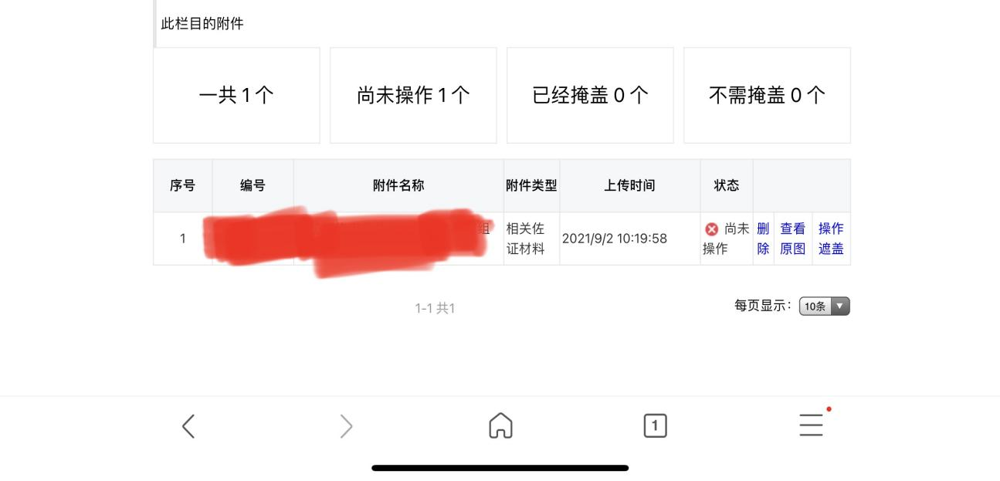 此栏目的附件
一共 1 个
尚未操作 1 个
已经掩盖 0 个
不需掩盖 0 个
序号 编号 附件名称 附件类型 上传时间 状态
1 组 相关佐证材料 2021/9/2 10:19:58 尚未操作 删除 查看原图 操作遮盖
1-1 共1
每页显示： 10条
1